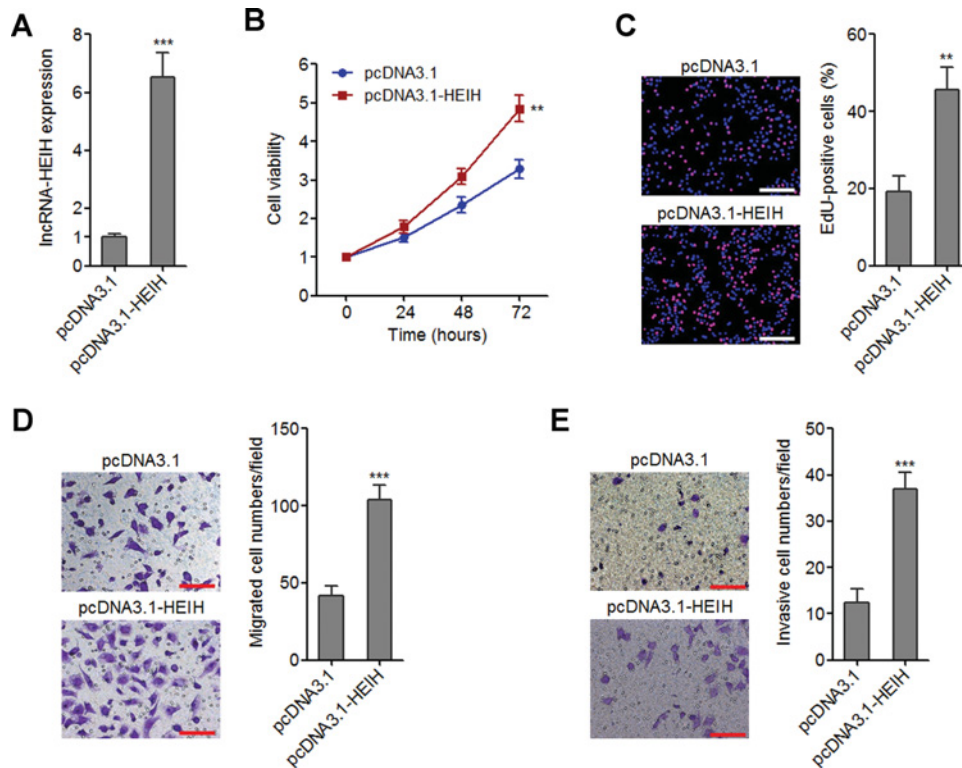 A
***
8
6
4
2
1
0
lncRNA-HEIH expression
pcDNA3.1
pcDNA3.1-HEIH
B
pcDNA3.1
pcDNA3.1-HEIH
6
5
4
3
2
1
0
Cell viability
**
0 24 48 72
Time (hours)
C
pcDNA3.1
pcDNA3.1-HEIH
60
40
20
0
EdU-positive cells (%)
**
pcDNA3.1
pcDNA3.1-HEIH
D
pcDNA3.1
pcDNA3.1-HEIH
150
100
50
0
Migrated cell numbers/field
***
pcDNA3.1
pcDNA3.1-HEIH
E
pcDNA3.1
pcDNA3.1-HEIH
50
40
30
20
10
0
Invasive cell numbers/field
***
pcDNA3.1
pcDNA3.1-HEIH